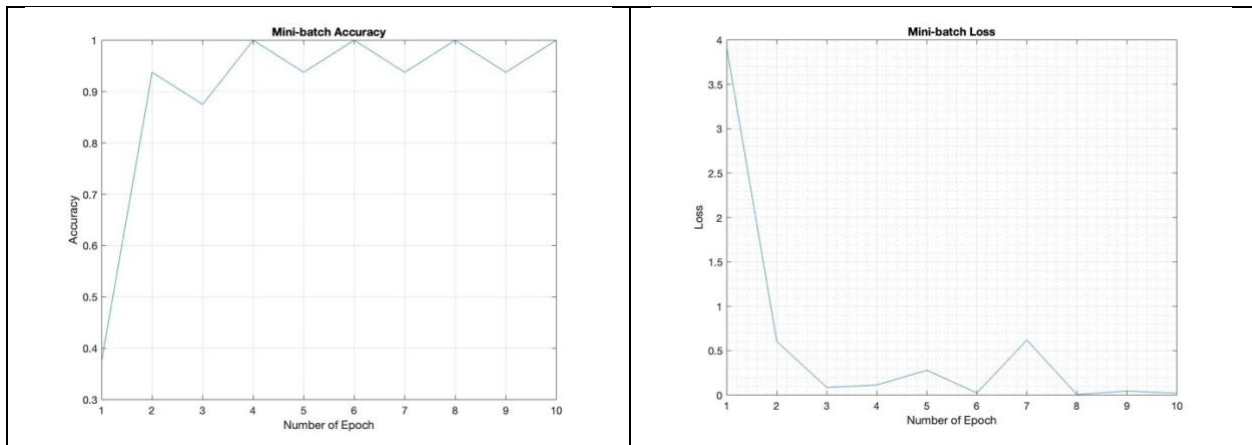 Mini-batch Accuracy
1
0.9
0.8
0.7
0.6
0.5
0.4
0.3
Accuracy
1 2 3 4 5 6 7 8 9 10
Number of Epoch
Mini-batch Loss
4
3.5
3
2.5
2
1.5
1
0.5
0
Loss
1 2 3 4 5 6 7 8 9 10
Number of Epoch